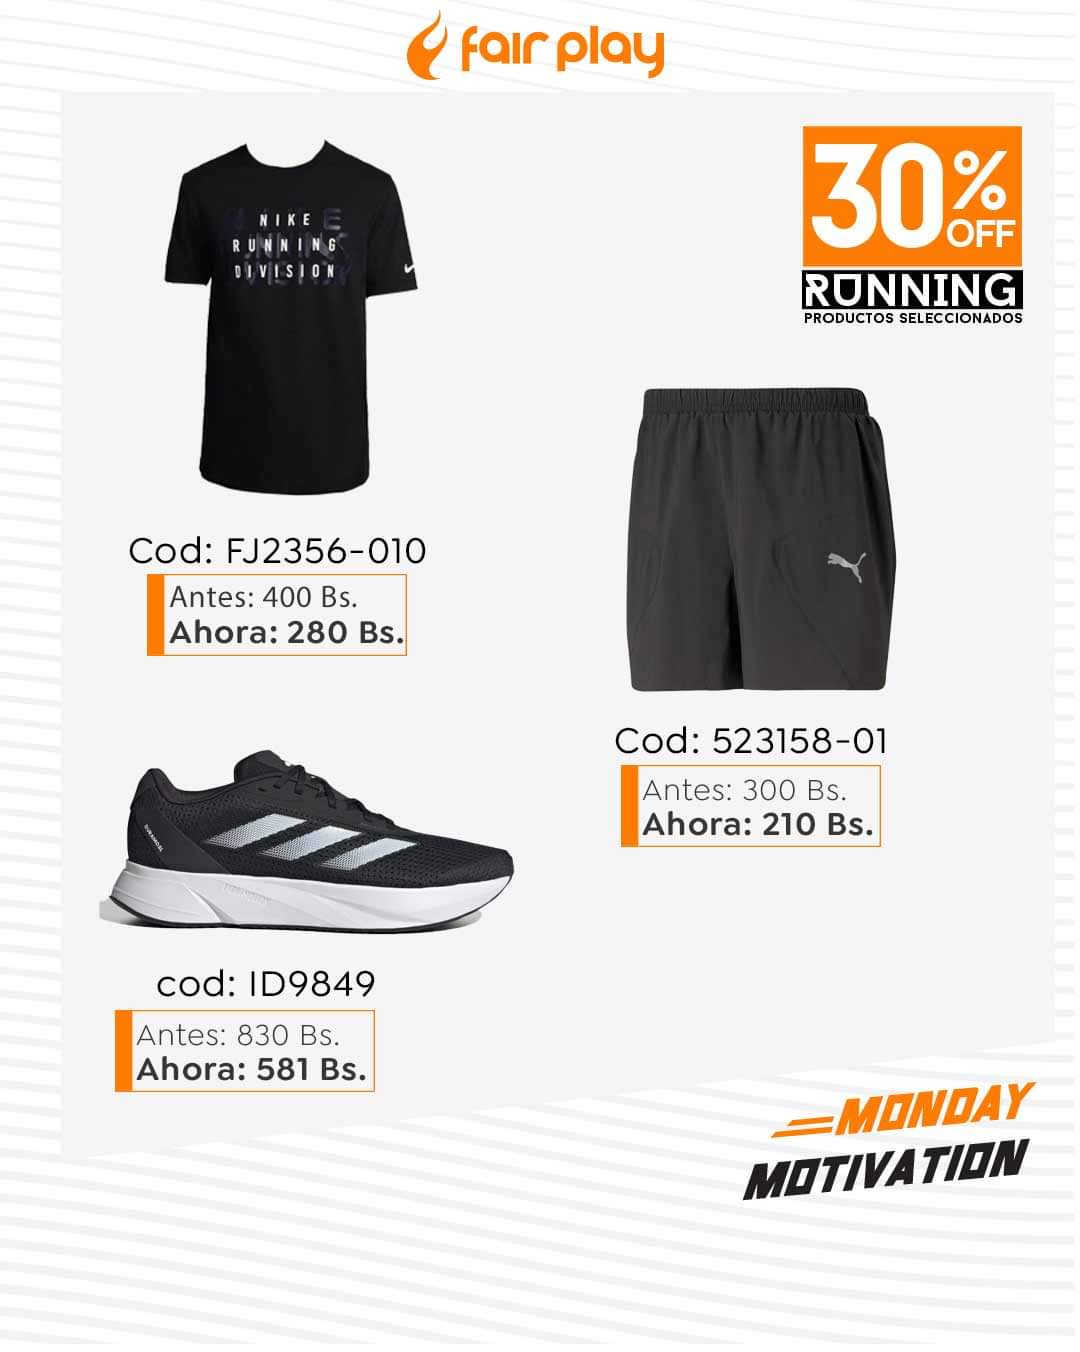 fair play
30% OFF
RUNNING
PRODUCTOS SELECCIONADOS
NIKE
RUNNING
DIVISION
Cod: FJ2356-010
Antes: 400 Bs.
Ahora: 280 Bs.
Cod: 523158-01
Antes: 300 Bs.
Ahora: 210 Bs.
cod: ID9849
Antes: 830 Bs.
Ahora: 581 Bs.
MONDAY
MOTIVATION